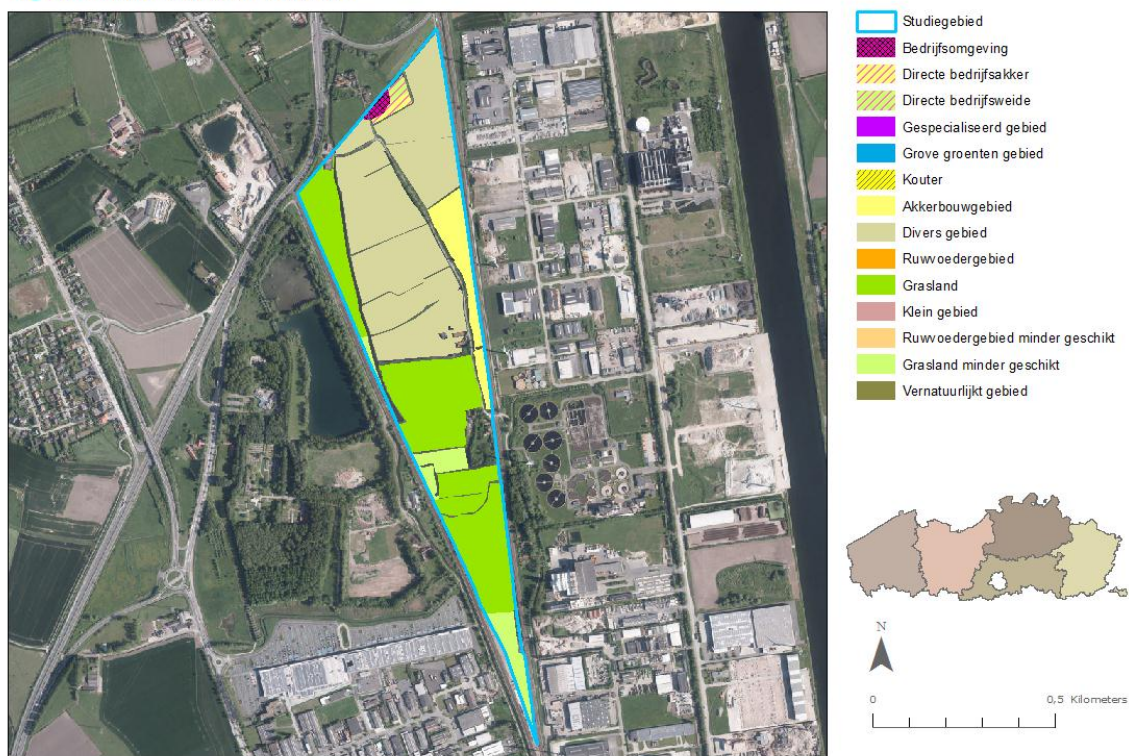 Studiegebied
Bedrijfsomgeving
Directe bedrijfsakker
Directe bedrijfsweide
Gespecialiseerd gebied
Grove groenten gebied
Kouter
Akkerbouwgebied
Divers gebied
Ruwvoedergebied
Grasland
Klein gebied
Ruwvoedergebied minder geschikt
Grasland minder geschikt
Vernatuurlijkt gebied
N
0
0,5 Kilometers